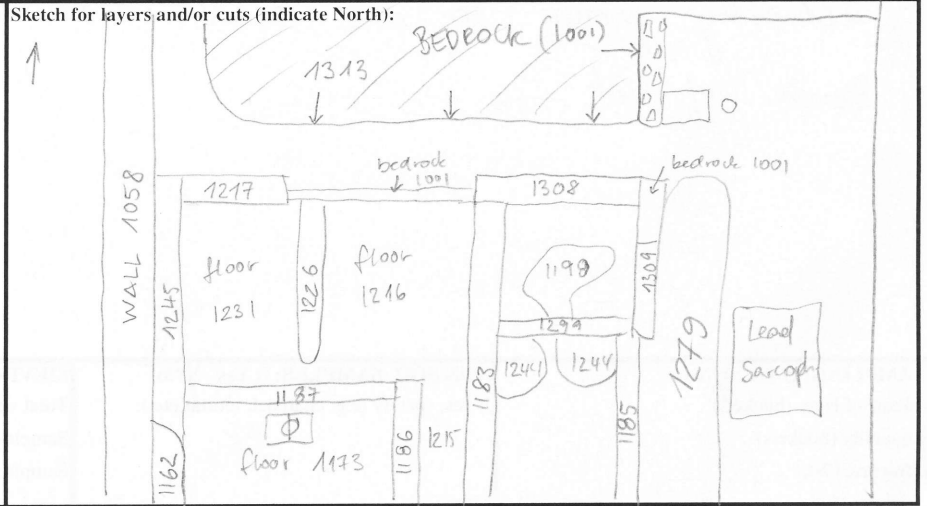 Sketch for layers and/or cuts (indicate North):
BEDROCK (1001)
1313
bedrock
1001
bedrock 1001
WALL 1058
1217
1308
floor
1231
1226
floor
1216
1198
1309
1245
1299
1279
Lead
Sarcoph
1183
1241
1244
1187
1185
1162
floor 1173
1186
1215